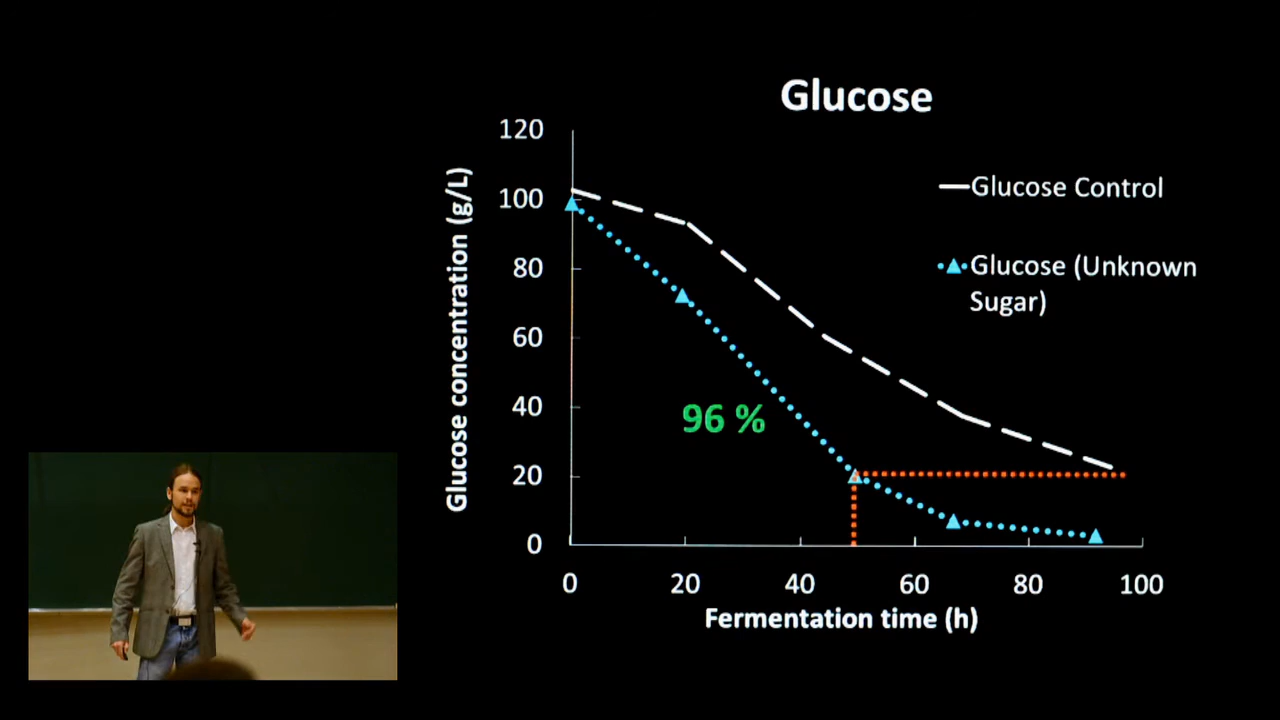 Glucose
120
100
80
60
40
20
0
Glucose concentration (g/L)
Glucose Control
Glucose (Unknown
Sugar)
96 %
0 20 40 60 80 100
Fermentation time (h)